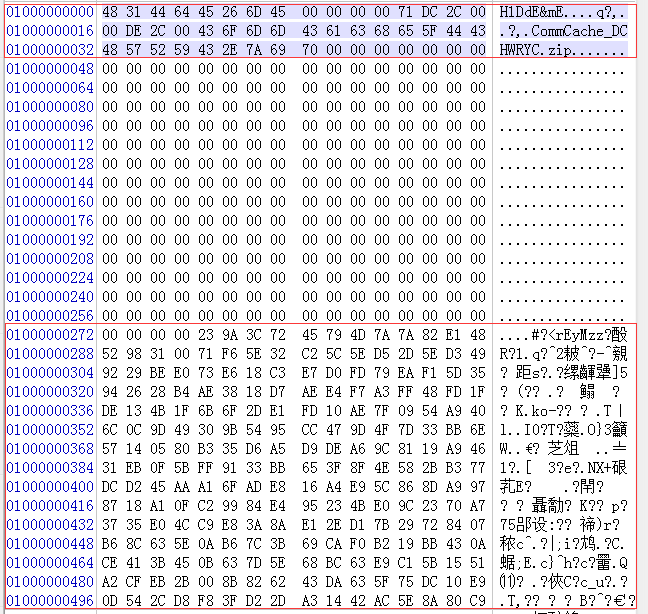 01000000000 48 31 44 64 45 26 6D 45 00 00 00 00 71 DC 2C 00 H1DdE&mE....q?,.
01000000016 00 DE 2C 00 43 6F 6D 6D 43 61 63 68 65 5F 44 43 .?,.CommCache_DC
01000000032 48 57 52 59 43 2E 7A 69 70 00 00 00 00 00 00 00 HWRYC.zip.......
01000000048 00 00 00 00 00 00 00 00 00 00 00 00 00 00 00 00 ................
01000000064 00 00 00 00 00 00 00 00 00 00 00 00 00 00 00 00 ................
01000000080 00 00 00 00 00 00 00 00 00 00 00 00 00 00 00 00 ................
01000000096 00 00 00 00 00 00 00 00 00 00 00 00 00 00 00 00 ................
01000000112 00 00 00 00 00 00 00 00 00 00 00 00 00 00 00 00 ................
01000000128 00 00 00 00 00 00 00 00 00 00 00 00 00 00 00 00 ................
01000000144 00 00 00 00 00 00 00 00 00 00 00 00 00 00 00 00 ................
01000000160 00 00 00 00 00 00 00 00 00 00 00 00 00 00 00 00 ................
01000000176 00 00 00 00 00 00 00 00 00 00 00 00 00 00 00 00 ................
01000000192 00 00 00 00 00 00 00 00 00 00 00 00 00 00 00 00 ................
01000000208 00 00 00 00 00 00 00 00 00 00 00 00 00 00 00 00 ................
01000000224 00 00 00 00 00 00 00 00 00 00 00 00 00 00 00 00 ................
01000000240 00 00 00 00 00 00 00 00 00 00 00 00 00 00 00 00 ................
01000000256 00 00 00 00 00 00 00 00 00 00 00 00 00 00 00 00 ................
01000000272 00 00 00 00 23 9A 3C 72 45 79 4D 7A 7A 82 E1 48 ....#?<rEyMzz?酘
01000000288 52 98 31 00 71 F6 5E 32 C2 5C 5E D5 2D 5E D3 49 R?1.q?^2耚^-^覫
01000000304 92 29 BE E0 73 E6 18 C3 E7 D0 FD 79 EA F1 5D 35 ?距s?.?缪齹犟]5
01000000320 94 26 28 B4 AE 38 18 D7 AE E4 F7 A3 FF 48 FD 1F ? (??. ? ?
01000000336 DE 13 4B 1F 6B 6F 2D E1 FD 10 AE 7F 09 54 A9 40 ? K.ko-?? ?.T
01000000352 6C 0C 9D 49 30 9B 54 95 CC 47 9D 4F 7D 33 BB 6E l..I0?T? .O}3
01000000368 57 14 05 80 B3 35 D6 A5 D9 DE A6 9C 81 19 A9 46 W..€? 芝俎 ..
01000000384 31 EB 0F 5B FF 91 33 BB 65 3F 8F 4E 58 2B B3 77 1?.[ 3?e?.NX+硍
01000000400 DC D2 45 AA A1 6F AD E8 16 A4 E9 5C 86 8D A9 97 E? .?
01000000416 87 18 A1 0F C2 99 84 E4 95 23 4B E0 9C 23 70 A7 ? ? K?? p?
01000000432 37 35 E0 4C C9 E8 3A 8A E1 2E ED 17 B2 29 72 84 07 75郘设:?? )r?
01000000448 B6 8C 63 5E 0A B6 7C 3B 69 CA F0 B2 19 BB 43 0A c^.?|;i? .?C.
01000000464 CE 41 3B 45 0B 63 7D 5E 68 BC 63 E9 C1 5B 15 51 ;E.c}^h?c? .Q
01000000480 A2 CF EB 2B 00 8B 82 62 43 DA 63 5F 75 DC 10 E9 . .? C?c_u?.?
01000000496 0D 54 2C D8 F8 3F D2 2D A3 14 42 AC 5E 8A 80 C9 .T,?? ? ? B?^?€?